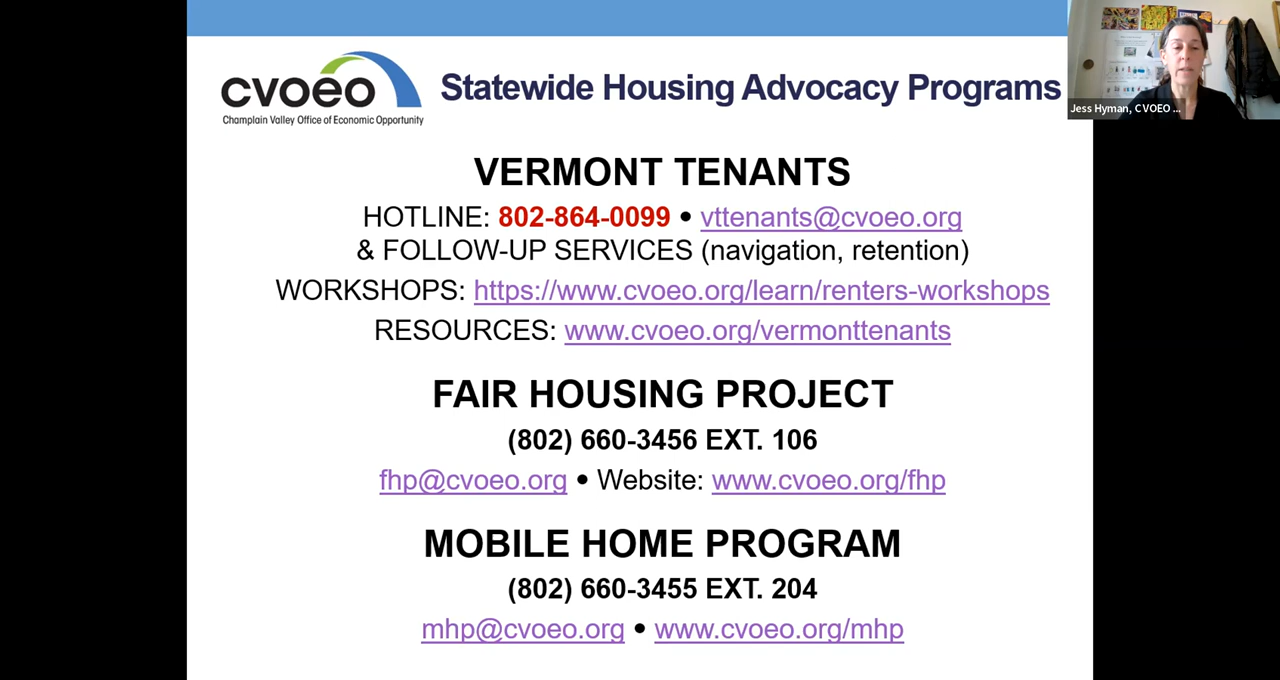 cvoeo
Champlain Valley Office of Economic Opportunity
Statewide Housing Advocacy Programs
Jess Hyman, CVOEO ...
VERMONT TENANTS
HOTLINE: 802-864-0099 • vttenants@cvoeo.org
& FOLLOW-UP SERVICES (navigation, retention)
WORKSHOPS: https://www.cvoeo.org/learn/renters-workshops
RESOURCES: www.cvoeo.org/vermonttenants
FAIR HOUSING PROJECT
(802) 660-3456 EXT. 106
fhp@cvoeo.org • Website: www.cvoeo.org/fhp
MOBILE HOME PROGRAM
(802) 660-3455 EXT. 204
mhp@cvoeo.org • www.cvoeo.org/mhp